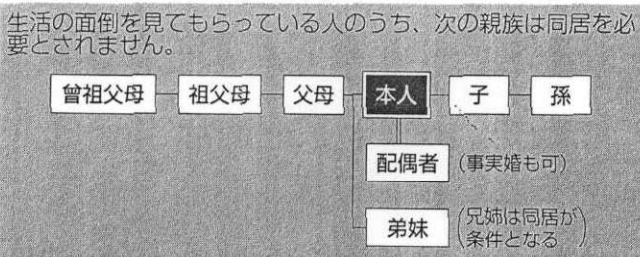 生活の面倒を見てもらっている人のうち、次の親族は同居を必
要とされません。
曾祖父母 祖父母 父母 本人 子 孫
配偶者 (事実婚も可)
弟妹 (兄姉は同居が
条件となる)